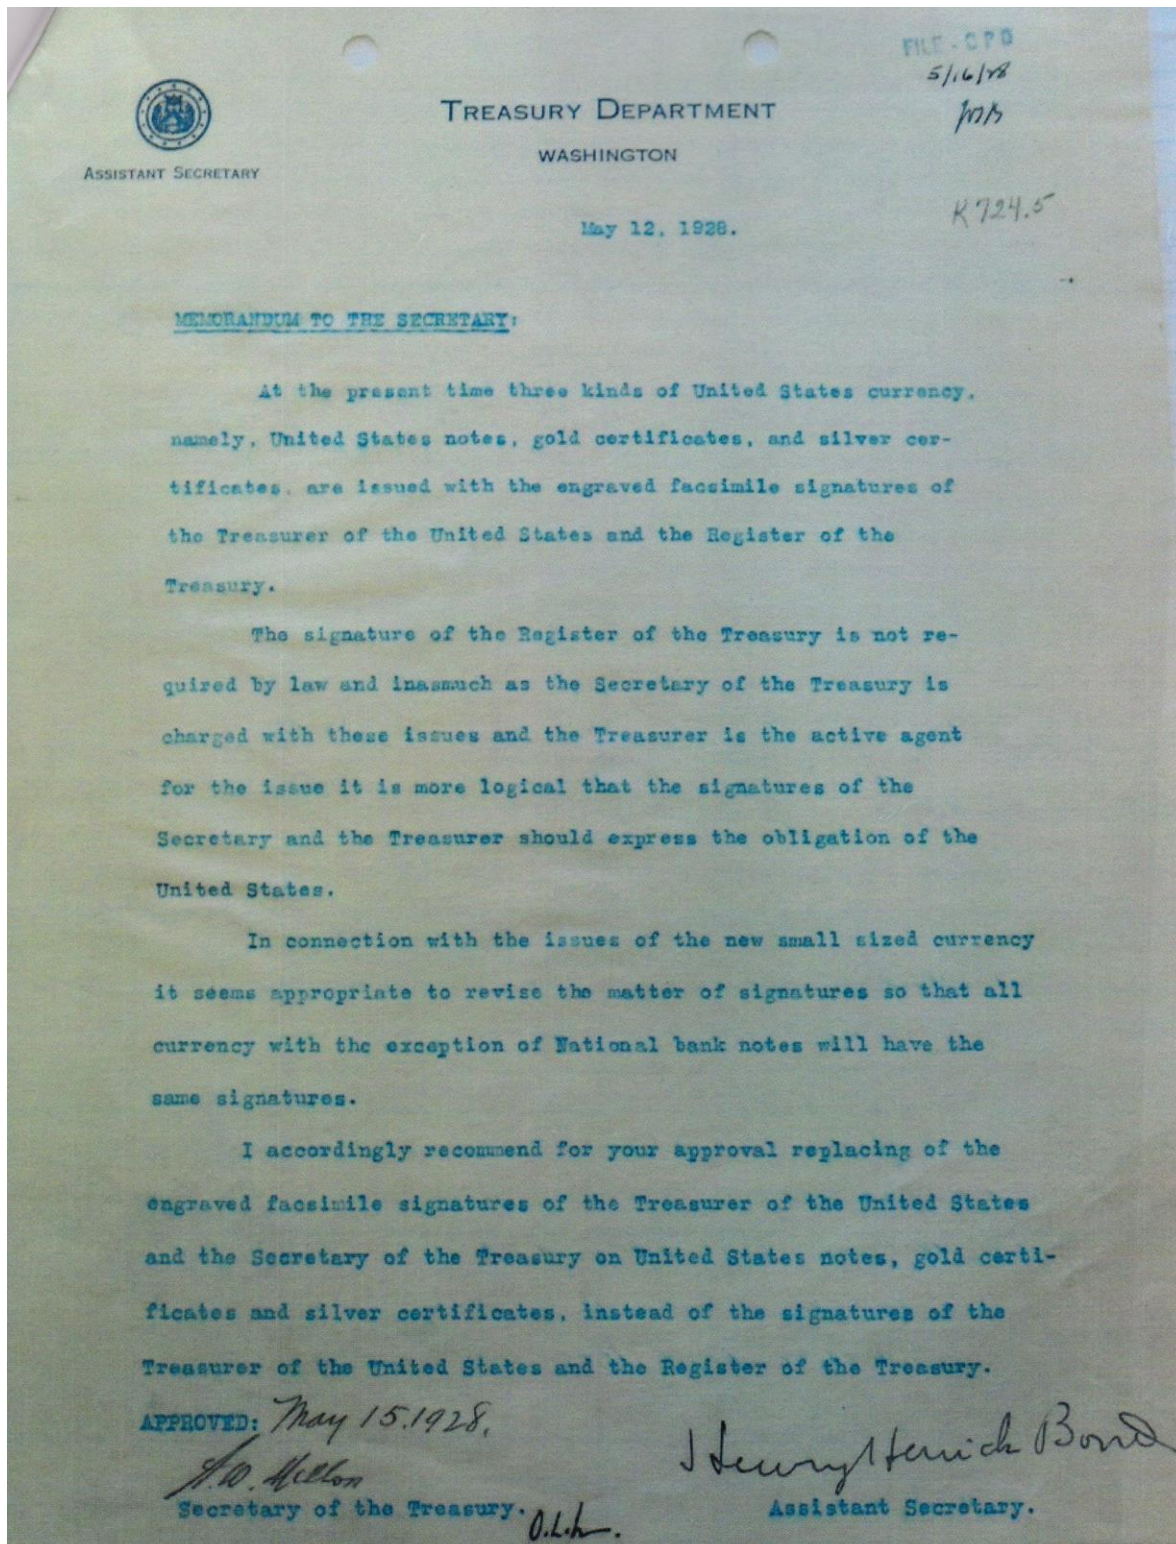 FILE - CPD
5/16/28
TREASURY DEPARTMENT
WASHINGTON
ASSISTANT SECRETARY
K724.5
May 12, 1928.
MEMORANDUM TO THE SECRETARY:
At the present time three kinds of United States currency,
namely, United States notes, gold certificates, and silver cer-
tificates, are issued with the engraved facsimile signatures of
the Treasurer of the United States and the Register of the
Treasury.
The signature of the Register of the Treasury is not re-
quired by law and inasmuch as the Secretary of the Treasury is
charged with these issues and the Treasurer is the active agent
for the issue it is more logical that the signatures of the
Secretary and the Treasurer should express the obligation of the
United States.
In connection with the issues of the new small sized currency
it seems appropriate to revise the matter of signatures so that all
currency with the exception of National bank notes will have the
same signatures.
I accordingly recommend for your approval replacing of the
engraved facsimile signatures of the Treasurer of the United States
and the Secretary of the Treasury on United States notes, gold certi-
ficates and silver certificates, instead of the signatures of the
Treasurer of the United States and the Register of the Treasury.
APPROVED: May 15, 1928.
A.W. Mellon
Henry Herrick Bond
Secretary of the Treasury.
Assistant Secretary.